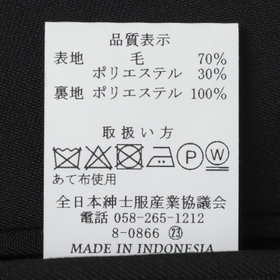 品質表示
表地 毛 70%
ポリエステル 30%
裏地 ポリエステル 100%
取扱い方
P W
あて布使用
全日本紳士服産業協議会
電話 058-265-1212
8-0866 ㉓
MADE IN INDONESIA